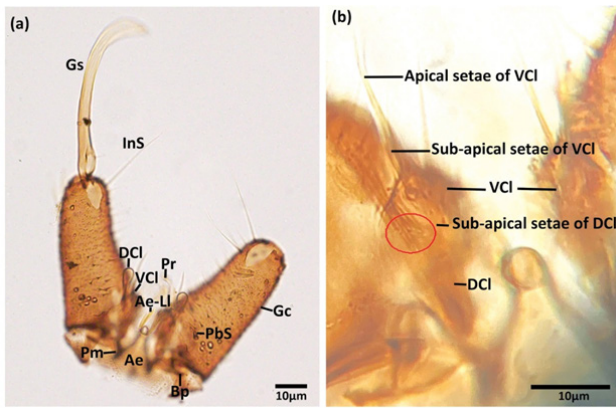 (a)
Gs
InS
DCl
VCl
Pr
Ae-Ll
Gc
PbS
Pm
Ae
Bp
10μm
(b)
Apical setae of VCl
Sub-apical setae of VCl
VCl
Sub-apical setae of DCl
DCl
10μm